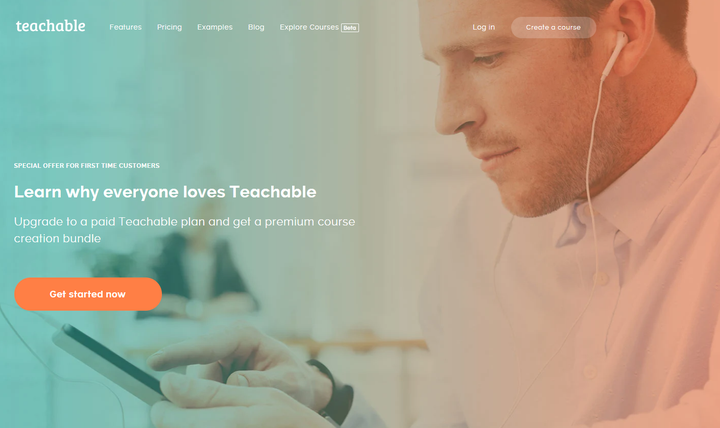 teachable
Features
Pricing
Examples
Blog
Explore Courses Beta
Log in
Create a course
SPECIAL OFFER FOR FIRST TIME CUSTOMERS
Learn why everyone loves Teachable
Upgrade to a paid Teachable plan and get a premium course
creation bundle
Get started now